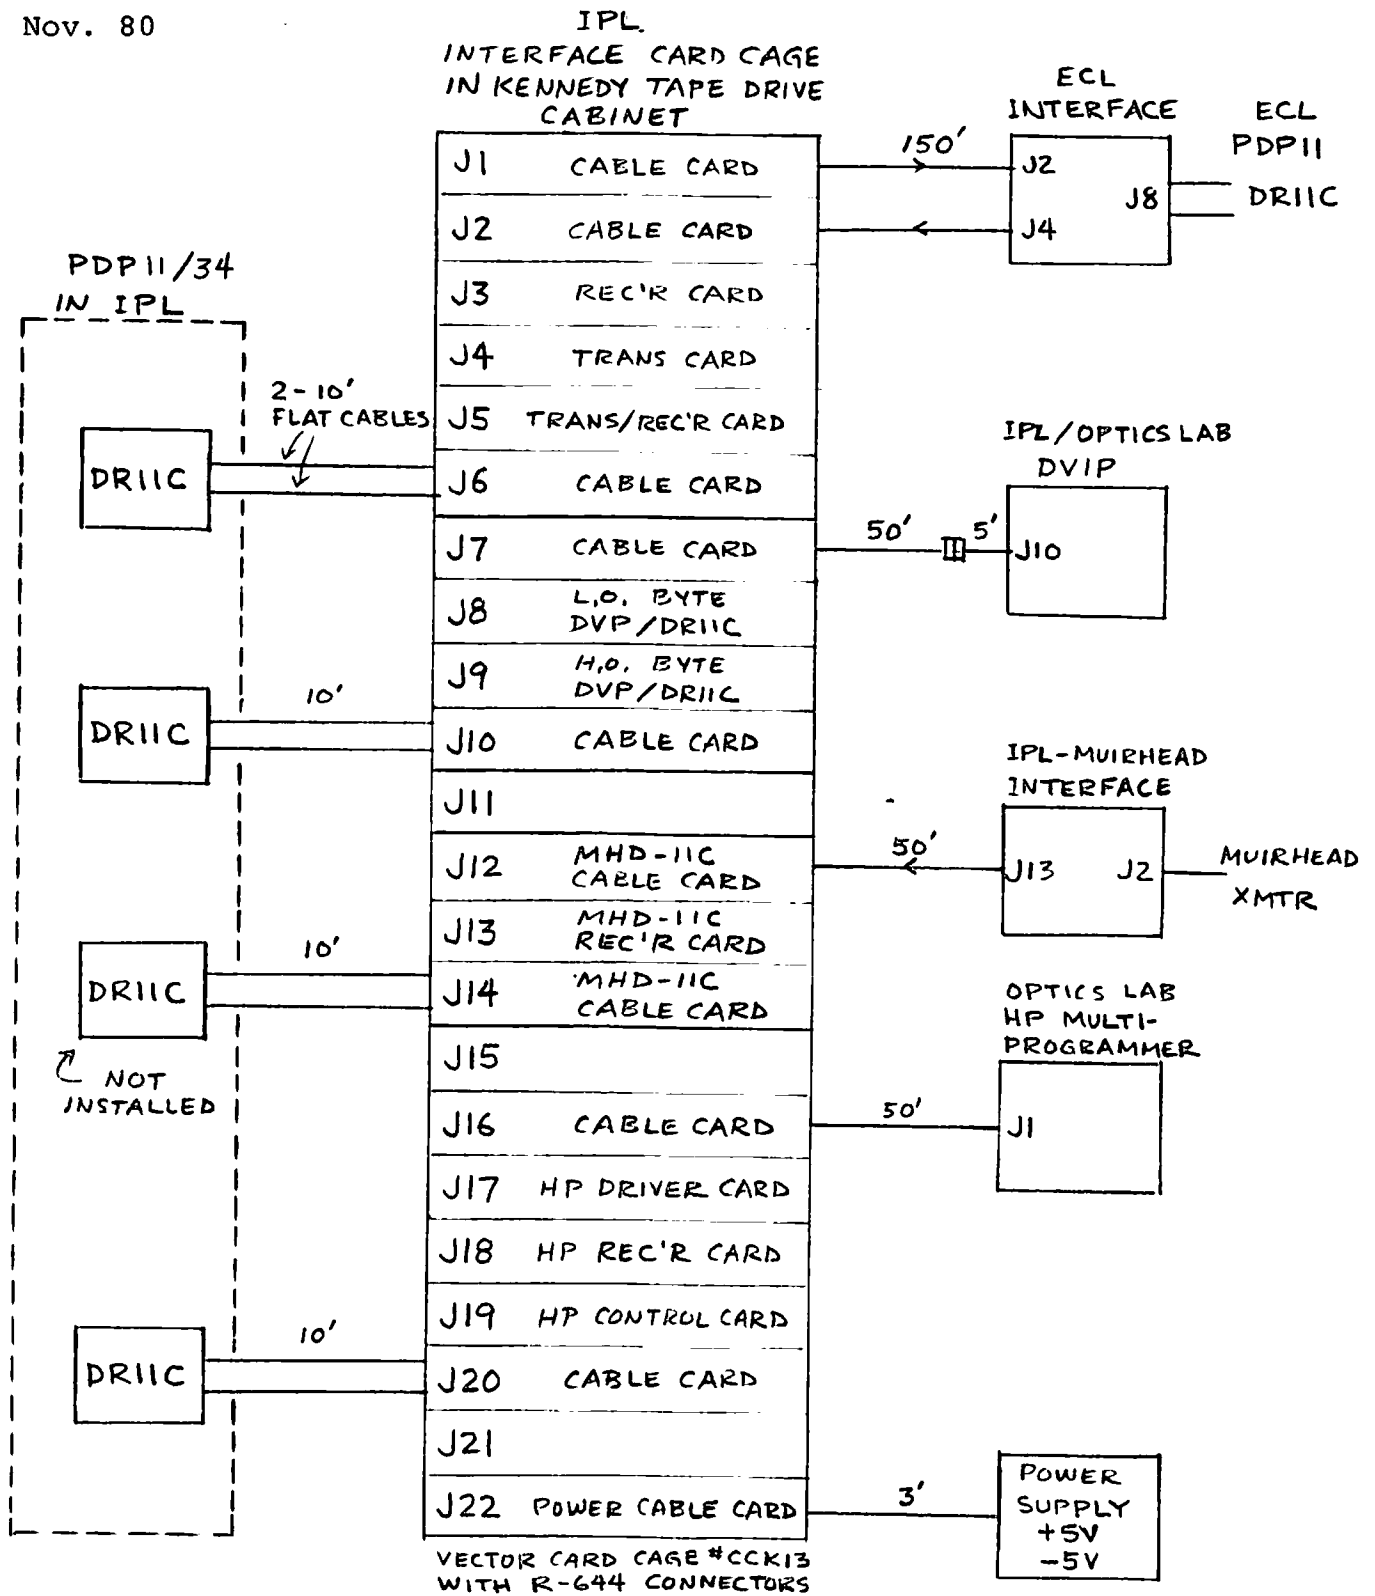 Nov. 80
IPL.
INTERFACE CARD CAGE
IN KENNEDY TAPE DRIVE
CABINET
ECL
INTERFACE
ECL
PDP11
DR11C
J2
J8
J4
150'
PDP11/34
IN IPL
2-10'
FLAT CABLES
DR11C
10'
DR11C
10'
DR11C
NOT
INSTALLED
10'
DR11C
J1 CABLE CARD
J2 CABLE CARD
J3 REC'R CARD
J4 TRANS CARD
J5 TRANS/REC'R CARD
J6 CABLE CARD
J7 CABLE CARD
J8 L.O. BYTE
DVP/DR11C
J9 H.O. BYTE
DVP/DR11C
J10 CABLE CARD
J11
J12 MHD-11C
CABLE CARD
J13 MHD-11C
REC'R CARD
J14 MHD-11C
CABLE CARD
J15
J16 CABLE CARD
J17 HP DRIVER CARD
J18 HP REC'R CARD
J19 HP CONTROL CARD
J20 CABLE CARD
J21
J22 POWER CABLE CARD
VECTOR CARD CAGE #CCK13
WITH R-644 CONNECTORS
IPL/OPTICS LAB
DVIP
50' 5'
J10
IPL-MUIRHEAD
INTERFACE
50'
J13 J2
MUIRHEAD
XMTR
OPTICS LAB
HP MULTI-
PROGRAMMER
50'
J1
3'
POWER
SUPPLY
+5V
-5V